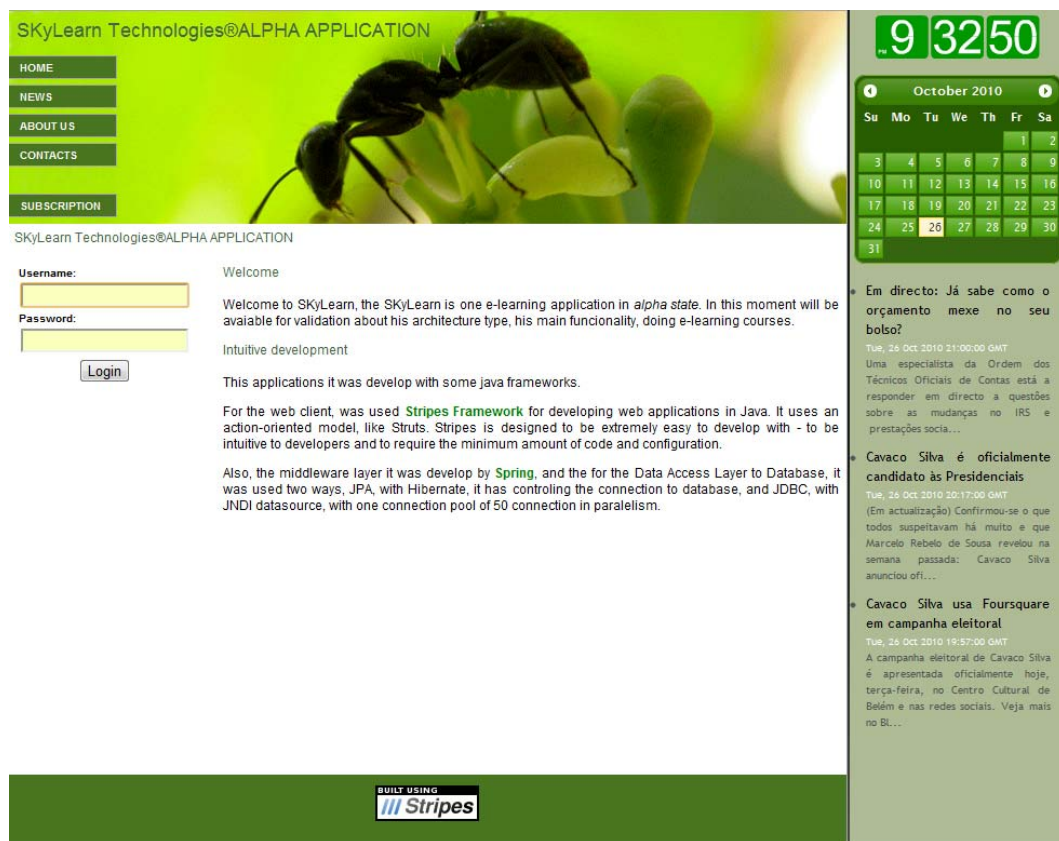 SKyLearn Technologies®ALPHA APPLICATION
HOME
NEWS
ABOUT US
CONTACTS
SUBSCRIPTION
SKyLearn Technologies®ALPHA APPLICATION
Username:
Password:
Login
Welcome
Welcome to SKyLearn, the SKyLearn is one e-learning application in alpha state. In this moment will be
avaiable for validation about his architecture type, his main funcionality, doing e-learning courses.
Intuitive development
This applications it was develop with some java frameworks.
For the web client, was used Stripes Framework for developing web applications in Java. It uses an
action-oriented model, like Struts. Stripes is designed to be extremely easy to develop with - to be
intuitive to developers and to require the minimum amount of code and configuration.
Also, the middleware layer it was develop by Spring, and the for the Data Access Layer to Database, it
was used two ways, JPA, with Hibernate, it has controling the connection to database, and JDBC, with
JNDI datasource, with one connection pool of 50 connection in paralelism.
PM 9 32 50
October 2010
Su Mo Tu We Th Fr Sa
1 2
3 4 5 6 7 8 9
10 11 12 13 14 15 16
17 18 19 20 21 22 23
24 25 26 27 28 29 30
31
Em directo: Já sabe como o
orçamento mexe no seu
bolso?
Tue, 26 Oct 2010 21:00:00 GMT
Uma especialista da Ordem dos
Técnicos Oficiais de Contas está a
responder em directo a questões
sobre as mudanças no IRS e
prestações socia...
Cavaco Silva é oficialmente
candidato às Presidenciais
Tue, 26 Oct 2010 20:17:00 GMT
(Em actualização) Confirmou-se o que
todos suspeitavam há muito e que
Marcelo Rebelo de Sousa revelou na
semana passada: Cavaco Silva
anunciou ofi...
Cavaco Silva usa Foursquare
em campanha eleitoral
Tue, 26 Oct 2010 19:57:00 GMT
A campanha eleitoral de Cavaco Silva
é apresentada oficialmente hoje,
terça-feira, no Centro Cultural de
Belém e nas redes sociais. Veja mais
no Bl...
BUILT USING
Stripes